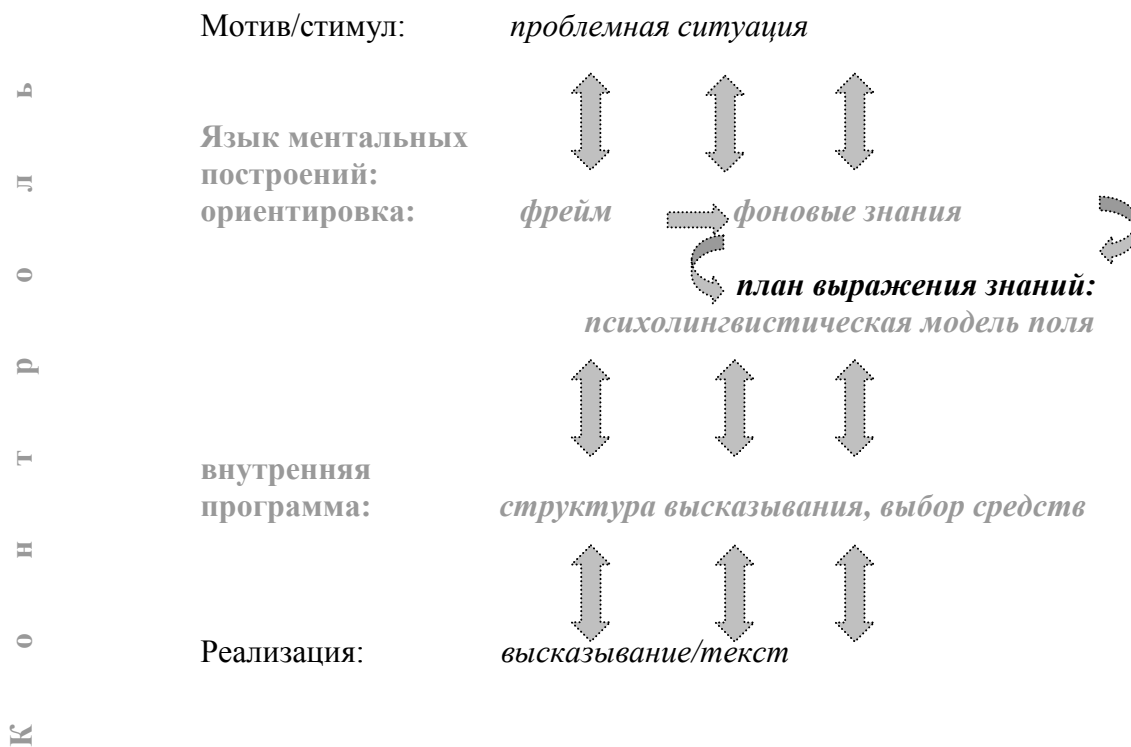 Мотив/стимул: проблемная ситуация
Язык ментальных
построений:
ориентировка: фрейм фоновые знания
план выражения знаний:
психолингвистическая модель поля
внутренняя
программа: структура высказывания, выбор средств
Реализация: высказывание/текст
К о н т р о л ь